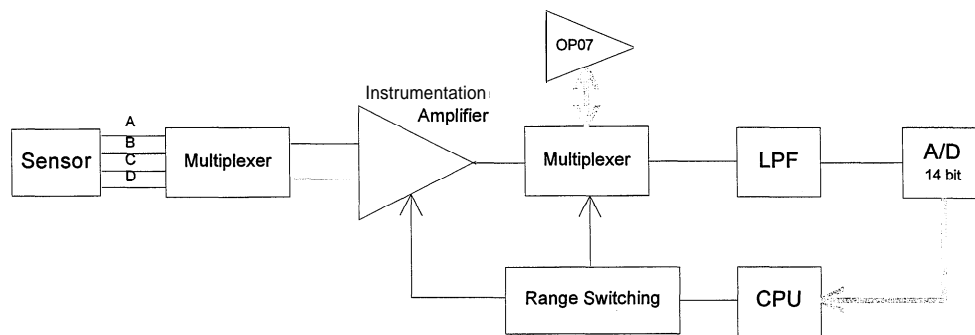 OP07
Instrumentation
Amplifier
A
B
C
D
Sensor
Multiplexer
Multiplexer
LPF
A/D
14 bit
Range Switching
CPU